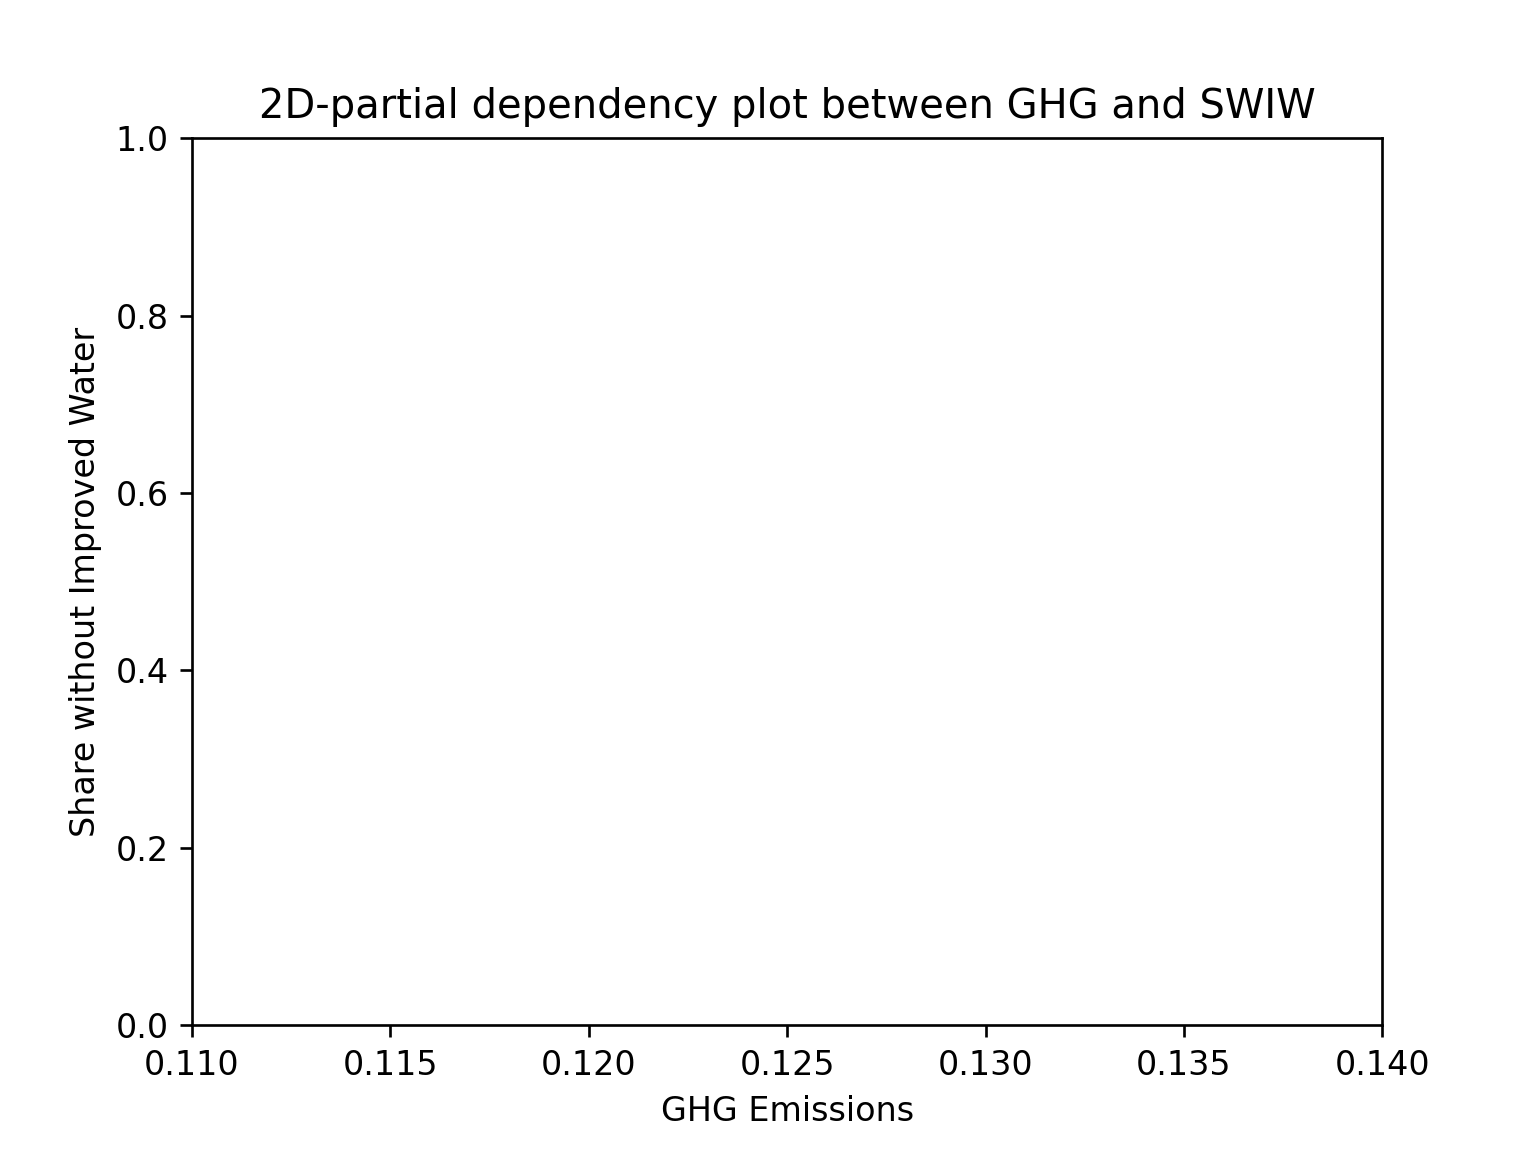 2D-partial dependency plot between GHG and SWIW
1.0
0.8
0.6
0.4
0.2
0.0
Share without Improved Water
0.110 0.115 0.120 0.125 0.130 0.135 0.140
GHG Emissions